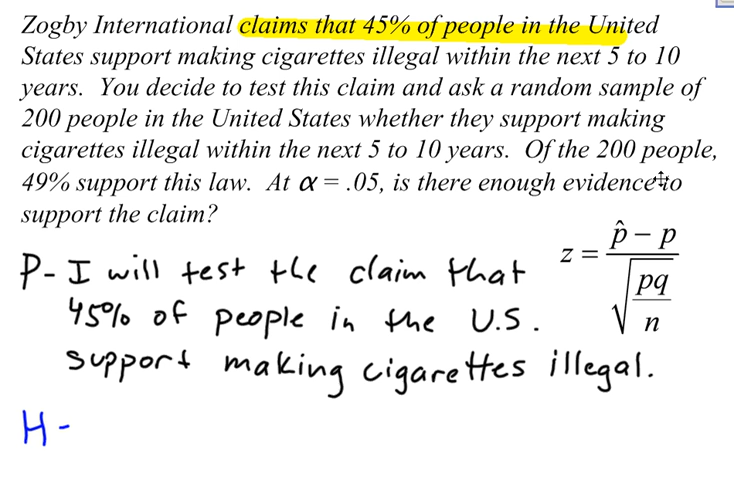 Zogby International claims that 45% of people in the United
States support making cigarettes illegal within the next 5 to 10
years. You decide to test this claim and ask a random sample of
200 people in the United States whether they support making
cigarettes illegal within the next 5 to 10 years. Of the 200 people,
49% support this law. At α = .05, is there enough evidence to
support the claim?
z = (p̂ − p) / √(pq / n)
P- I will test the claim that
45% of people in the U.S.
support making cigarettes illegal.
H-